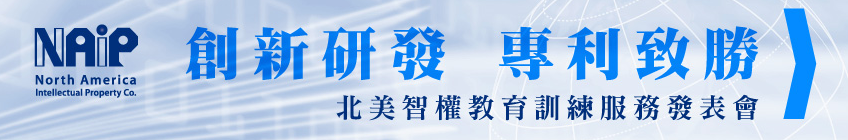 NAiP
North America
Intellectual Property Co.
創新研發 專利致勝
北美智權教育訓練服務發表會